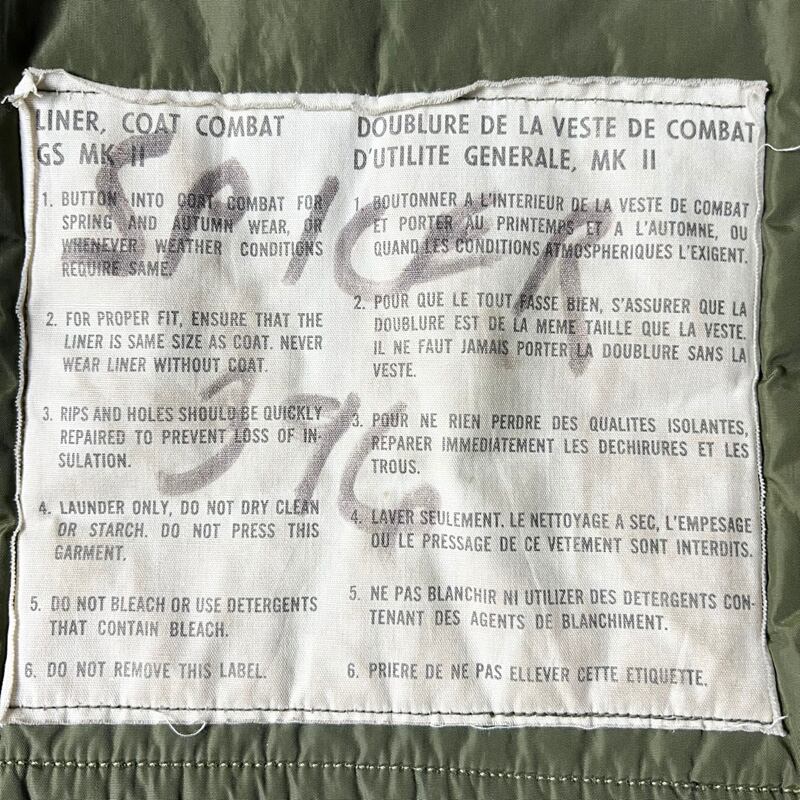 LINER, COAT COMBAT
GS MK II
1. BUTTON INTO COAT COMBAT FOR
SPRING AND AUTUMN WEAR, OR
WHENEVER WEATHER CONDITIONS
REQUIRE SAME.
2. FOR PROPER FIT, ENSURE THAT THE
LINER IS SAME SIZE AS COAT. NEVER
WEAR LINER WITHOUT COAT.
3. RIPS AND HOLES SHOULD BE QUICKLY
REPAIRED TO PREVENT LOSS OF IN-
SULATION.
4. LAUNDER ONLY, DO NOT DRY CLEAN
OR STARCH. DO NOT PRESS THIS
GARMENT.
5. DO NOT BLEACH OR USE DETERGENTS
THAT CONTAIN BLEACH.
6. DO NOT REMOVE THIS LABEL.
DOUBLURE DE LA VESTE DE COMBAT
D'UTILITE GENERALE, MK II
1. BOUTONNER A L'INTERIEUR DE LA VESTE DE COMBAT
ET PORTER AU PRINTEMPS ET A L'AUTOMNE, OU
QUAND LES CONDITIONS ATMOSPHERIQUES L'EXIGENT.
2. POUR QUE LE TOUT FASSE BIEN, S'ASSURER QUE LA
DOUBLURE EST DE LA MEME TAILLE QUE LA VESTE.
IL NE FAUT JAMAIS PORTER LA DOUBLURE SANS LA
VESTE.
3. POUR NE RIEN PERDRE DES QUALITES ISOLANTES,
REPARER IMMEDIATEMENT LES DECHIRURES ET LES
TROUS.
4. LAVER SEULEMENT. LE NETTOYAGE A SEC, L'EMPESAGE
OU LE PRESSAGE DE CE VETEMENT SONT INTERDITS.
5. NE PAS BLANCHIR NI UTILIZER DES DETERGENTS CON-
TENANT DES AGENTS DE BLANCHIMENT.
6. PRIERE DE NE PAS ELLEVER CETTE ETIQUETTE.
SPICER